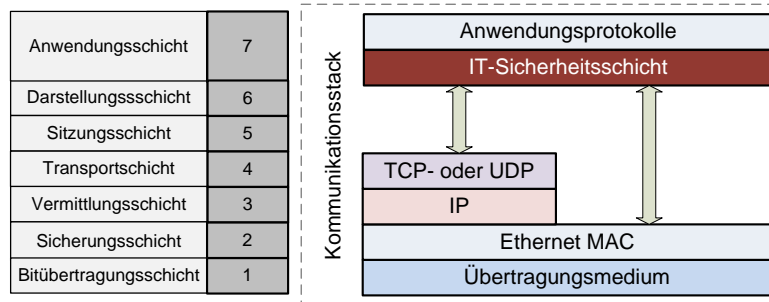 Anwendungsschicht 7
Darstellungssschicht 6
Sitzungsschicht 5
Transportschicht 4
Vermittlungsschicht 3
Sicherungsschicht 2
Bitübertragungsschicht 1
Kommunikationsstack
Anwendungsprotokolle
IT-Sicherheitsschicht
TCP- oder UDP
IP
Ethernet MAC
Übertragungsmedium